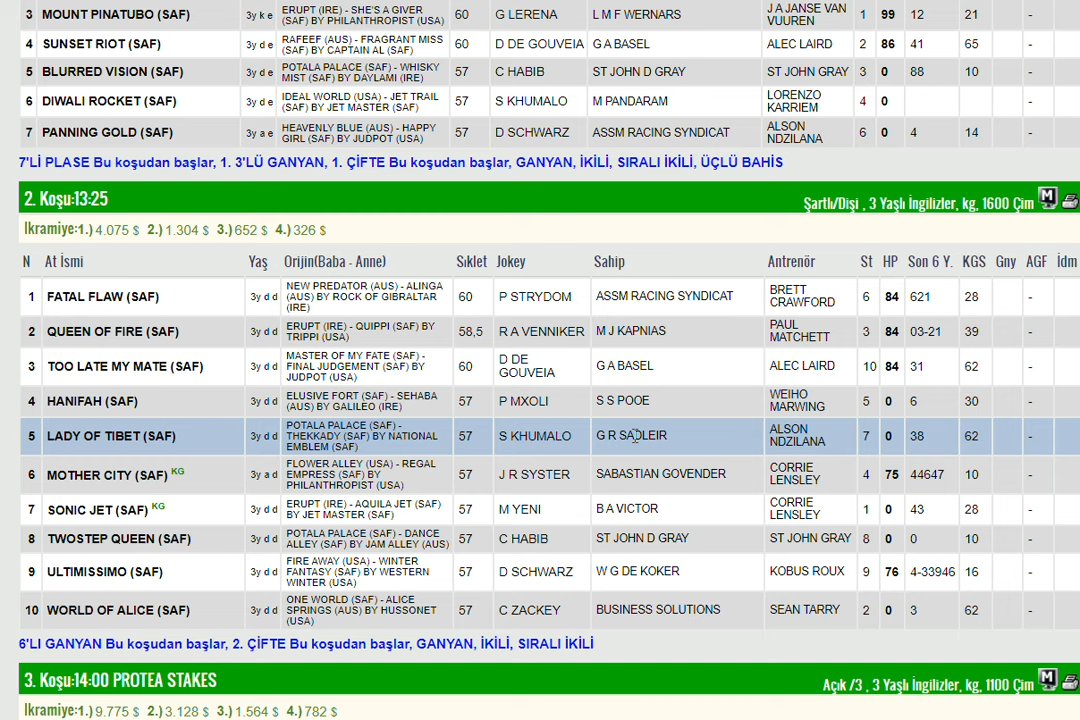 3 MOUNT PINATUBO (SAF) 3y k e ERUPT (IRE) - SHE'S A GIVER (SAF) BY PHILANTHROPIST (USA) 60 G LERENA L M F WERNARS J A JANSE VAN VUUREN 1 99 12 21 -
4 SUNSET RIOT (SAF) 3y d e RAFEEF (AUS) - FRAGRANT MISS (SAF) BY CAPTAIN AL (SAF) 60 D DE GOUVEIA G A BASEL ALEC LAIRD 2 86 41 65 -
5 BLURRED VISION (SAF) 3y d e POTALA PALACE (SAF) - WHISKY MIST (SAF) BY DAYLAMI (IRE) 57 C HABIB ST JOHN D GRAY ST JOHN GRAY 3 0 88 10 -
6 DIWALI ROCKET (SAF) 3y d e IDEAL WORLD (USA) - JET TRAIL (SAF) BY JET MASTER (SAF) 57 S KHUMALO M PANDARAM LORENZO KARRIEM 4 0
7 PANNING GOLD (SAF) 3y a e HEAVENLY BLUE (AUS) - HAPPY GIRL (SAF) BY JUDPOT (USA) 57 D SCHWARZ ASSM RACING SYNDICAT ALSON NDZILANA 6 0 4 14 -
7'Lİ PLASE Bu koşudan başlar, 1. 3'LÜ GANYAN, 1. ÇİFTE Bu koşudan başlar, GANYAN, İKİLİ, SIRALI İKİLİ, ÜÇLÜ BAHİS
2. Koşu:13:25 Şartlı/Dişi , 3 Yaşlı İngilizler, kg, 1600 Çim M
Ikramiye:1.) 4.075 $ 2.) 1.304 $ 3.) 652 $ 4.) 326 $
N At İsmi Yaş Orijin(Baba - Anne) Sıklet Jokey Sahip Antrenör St HP Son 6 Y. KGS Gny AGF İdm
1 FATAL FLAW (SAF) 3y d d NEW PREDATOR (AUS) - ALINGA (AUS) BY ROCK OF GIBRALTAR (IRE) 60 P STRYDOM ASSM RACING SYNDICAT BRETT CRAWFORD 6 84 621 28 -
2 QUEEN OF FIRE (SAF) 3y d d ERUPT (IRE) - QUIPPI (SAF) BY TRIPPI (USA) 58,5 R A VENNIKER M J KAPNIAS PAUL MATCHETT 3 84 03-21 39 -
3 TOO LATE MY MATE (SAF) 3y d d MASTER OF MY FATE (SAF) - FINAL JUDGEMENT (SAF) BY JUDPOT (USA) 60 D DE GOUVEIA G A BASEL ALEC LAIRD 10 84 31 62 -
4 HANIFAH (SAF) 3y d d ELUSIVE FORT (SAF) - SEHABA (AUS) BY GALILEO (IRE) 57 P MXOLI S S POOE WEIHO MARWING 5 0 6 30 -
5 LADY OF TIBET (SAF) 3y d d POTALA PALACE (SAF) - THEKKADY (SAF) BY NATIONAL EMBLEM (SAF) 57 S KHUMALO G R SADLEIR ALSON NDZILANA 7 0 38 62 -
6 MOTHER CITY (SAF) KG 3y a d FLOWER ALLEY (USA) - REGAL EMPRESS (SAF) BY PHILANTHROPIST (USA) 57 J R SYSTER SABASTIAN GOVENDER CORRIE LENSLEY 4 75 44647 10 -
7 SONIC JET (SAF) KG 3y d d ERUPT (IRE) - AQUILA JET (SAF) BY JET MASTER (SAF) 57 M YENI B A VICTOR CORRIE LENSLEY 1 0 43 28 -
8 TWOSTEP QUEEN (SAF) 3y d d POTALA PALACE (SAF) - DANCE ALLEY (SAF) BY JAM ALLEY (AUS) 57 C HABIB ST JOHN D GRAY ST JOHN GRAY 8 0 0 10 -
9 ULTIMISSIMO (SAF) 3y d d FIRE AWAY (USA) - WINTER FANTASY (SAF) BY WESTERN WINTER (USA) 57 D SCHWARZ W G DE KOKER KOBUS ROUX 9 76 4-33946 16 -
10 WORLD OF ALICE (SAF) 3y d d ONE WORLD (SAF) - ALICE SPRINGS (AUS) BY HUSSONET (USA) 57 C ZACKEY BUSINESS SOLUTIONS SEAN TARRY 2 0 3 62 -
6'LI GANYAN Bu koşudan başlar, 2. ÇİFTE Bu koşudan başlar, GANYAN, İKİLİ, SIRALI İKİLİ
3. Koşu:14:00 PROTEA STAKES Açık /3 , 3 Yaşlı İngilizler, kg, 1100 Çim M
Ikramiye:1.) 9.775 $ 2.) 3.128 $ 3.) 1.564 $ 4.) 782 $